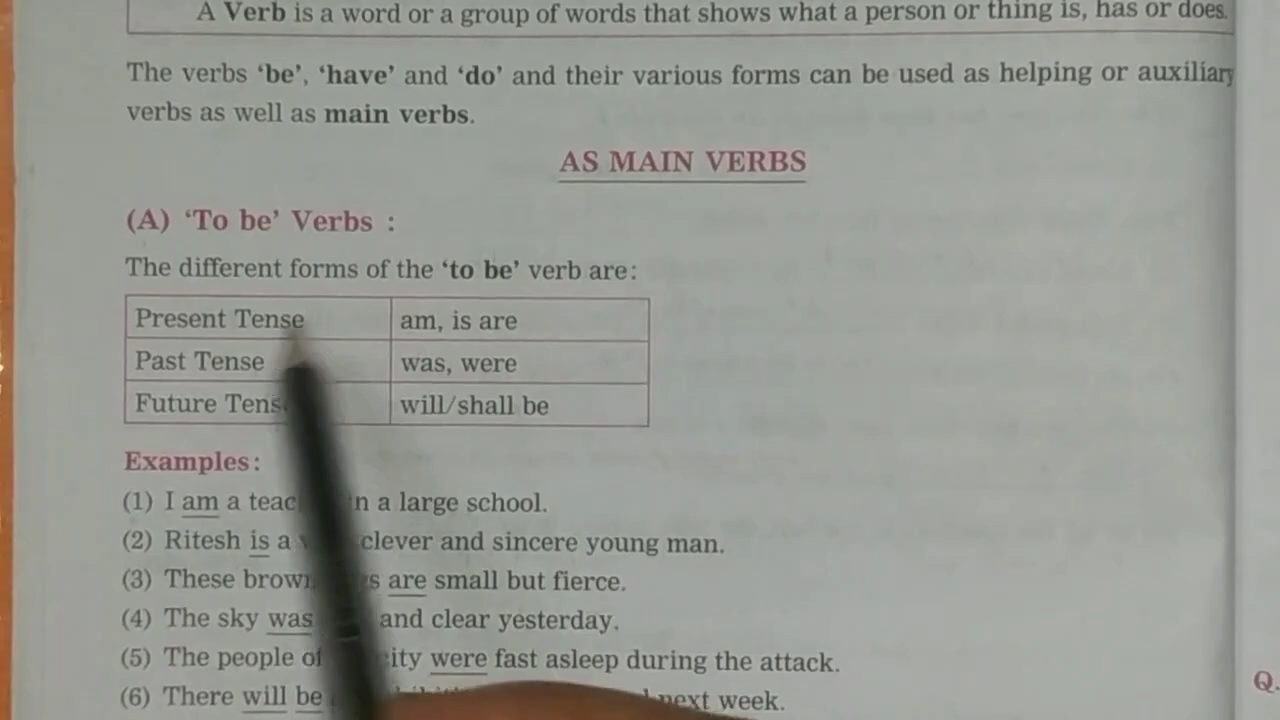 A Verb is a word or a group of words that shows what a person or thing is, has or does.
The verbs ‘be’, ‘have’ and ‘do’ and their various forms can be used as helping or auxiliary
verbs as well as main verbs.
AS MAIN VERBS
(A) ‘To be’ Verbs :
The different forms of the ‘to be’ verb are:
Present Tense am, is are
Past Tense was, were
Future Tense will/shall be
Examples:
(1) I am a in a large school.
(2) Ritesh is a clever and sincere young man.
(3) These brown are small but fierce.
(4) The sky was and clear yesterday.
(5) The people of city were fast asleep during the attack.
(6) There will be next week.
Q.